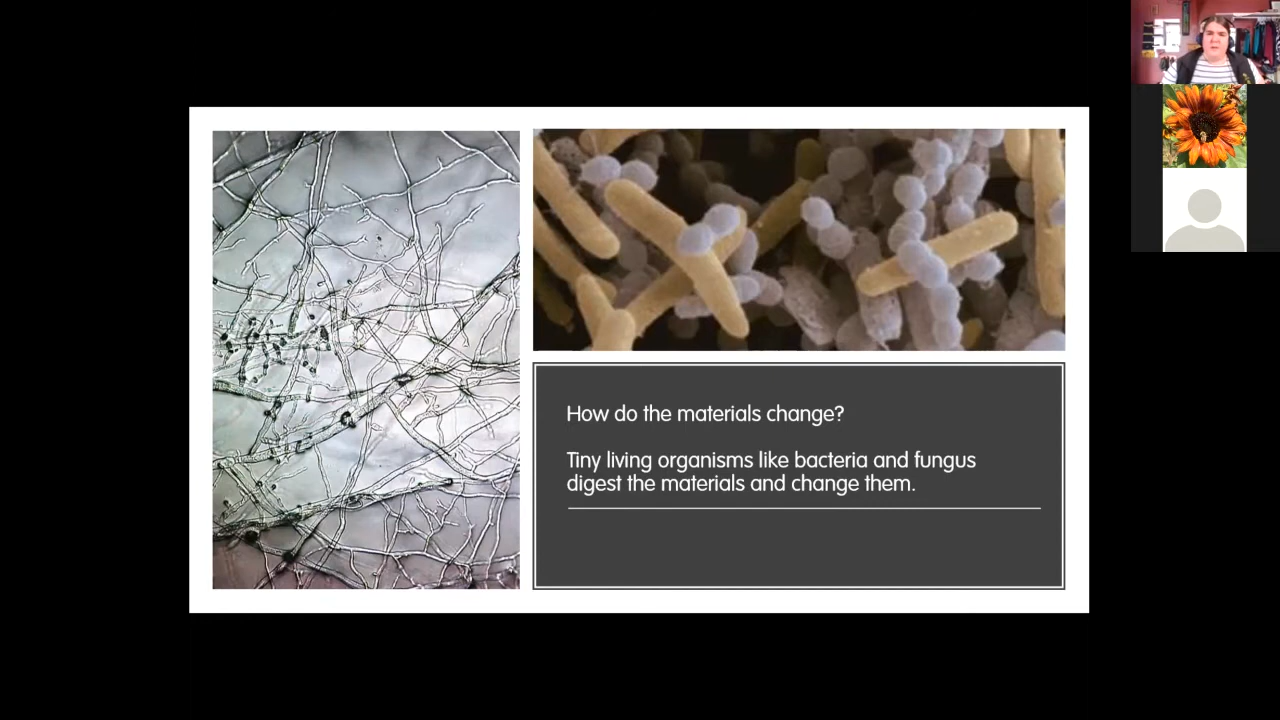 How do the materials change?
Tiny living organisms like bacteria and fungus
digest the materials and change them.